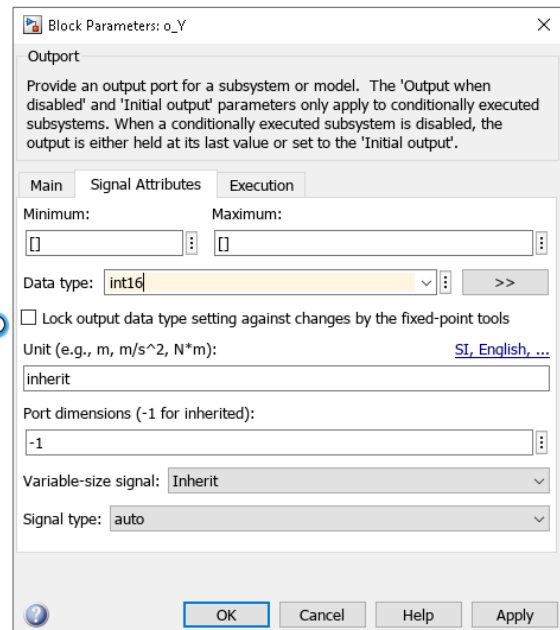 Block Parameters: o_Y
Outport
Provide an output port for a subsystem or model. The 'Output when
disabled' and 'Initial output' parameters only apply to conditionally executed
subsystems. When a conditionally executed subsystem is disabled, the
output is either held at its last value or set to the 'Initial output'.
Main Signal Attributes Execution
Minimum: Maximum:
[] []
Data type: int16 >>
Lock output data type setting against changes by the fixed-point tools
Unit (e.g., m, m/s^2, N*m): SI, English, ...
inherit
Port dimensions (-1 for inherited):
-1
Variable-size signal: Inherit
Signal type: auto
OK Cancel Help Apply